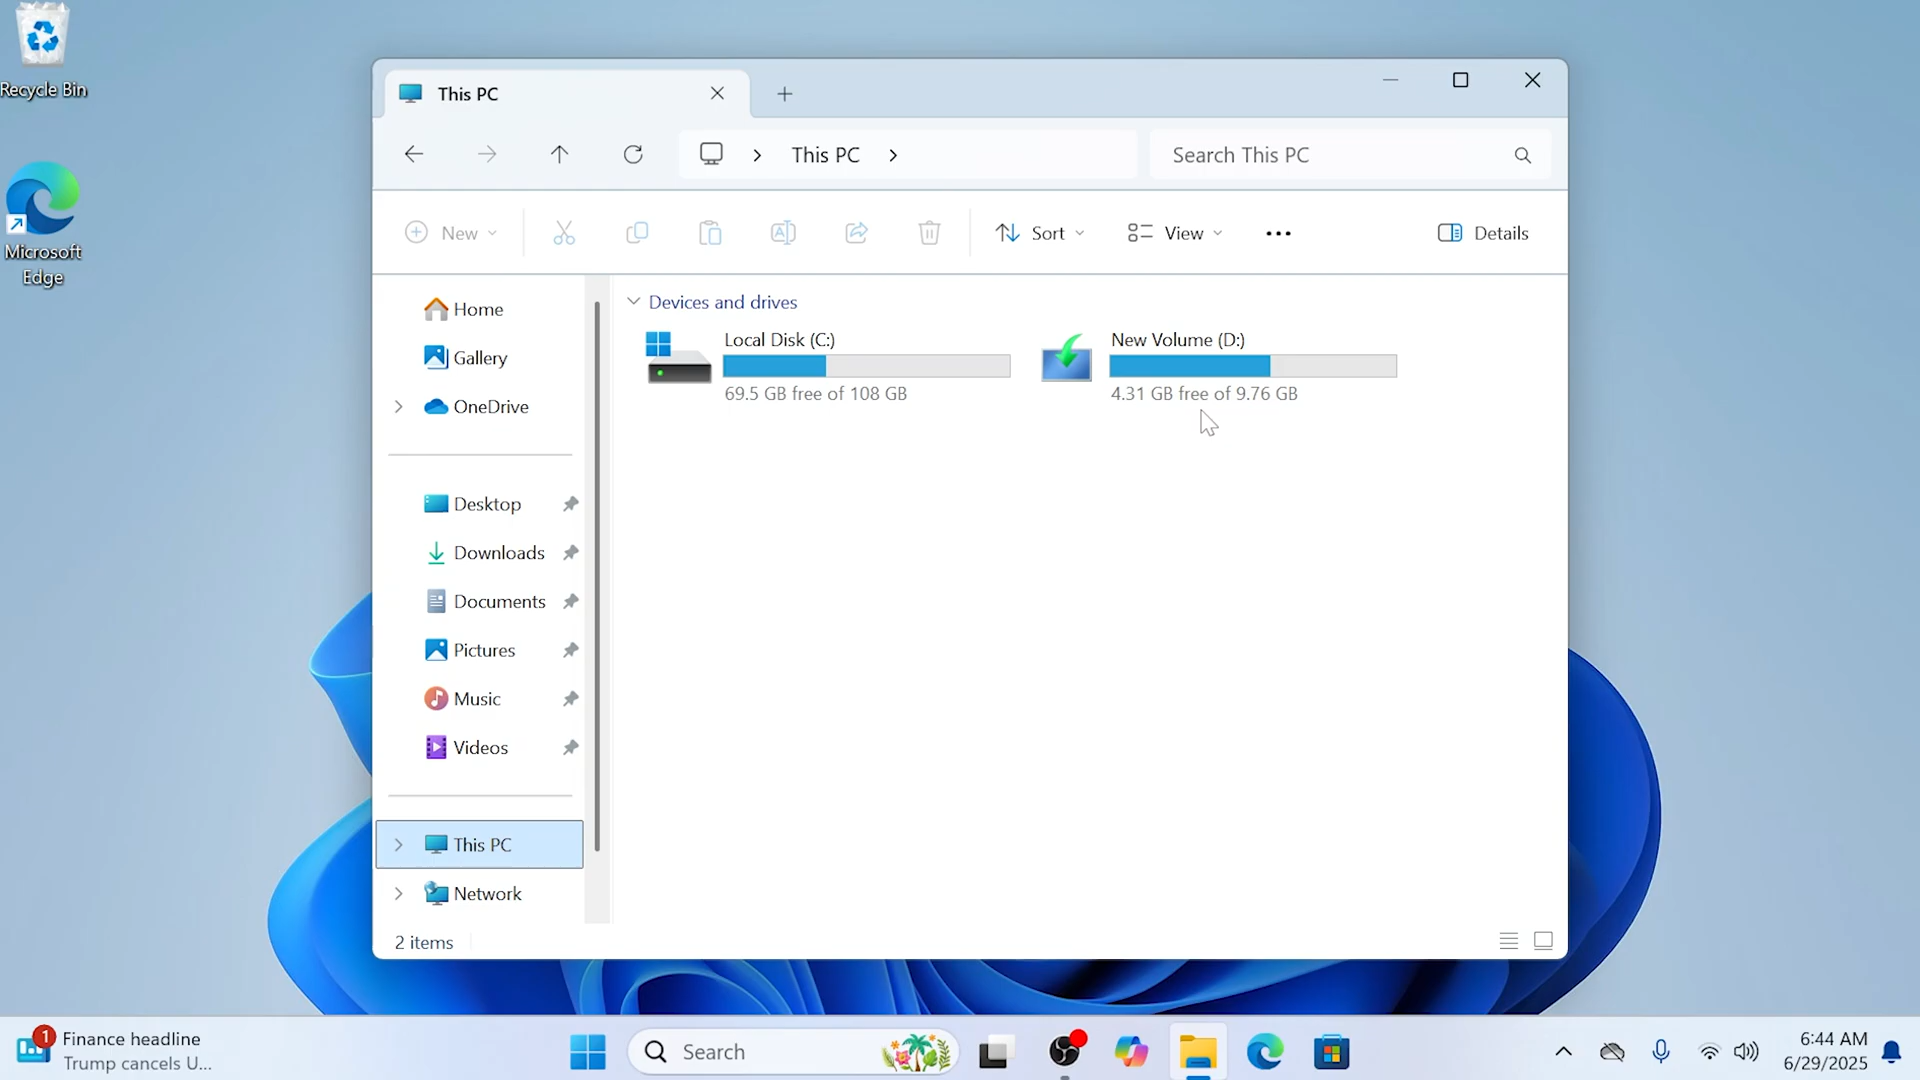 Recycle Bin
Microsoft
Edge
This PC
This PC
Search This PC
New
Sort
View
Details
Home
Gallery
OneDrive
Desktop
Downloads
Documents
Pictures
Music
Videos
This PC
Network
Devices and drives
Local Disk (C:)
69.5 GB free of 108 GB
New Volume (D:)
4.31 GB free of 9.76 GB
2 items
1
Finance headline
Trump cancels U...
Search
6:44 AM
6/29/2025